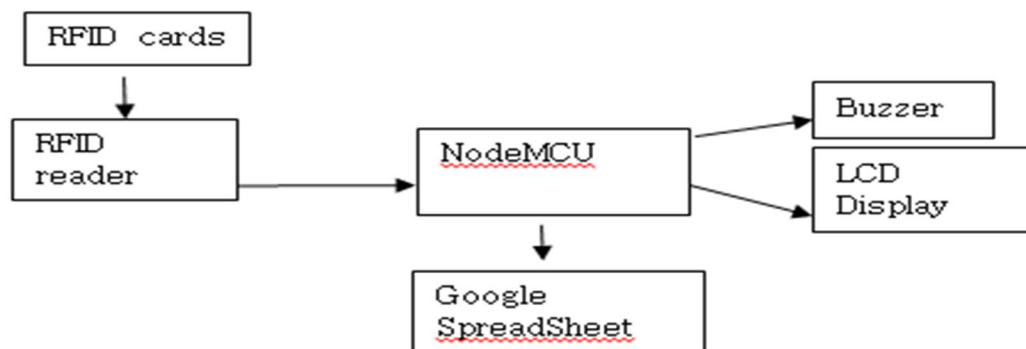 RFID cards
RFID
reader
NodeMCU
Buzzer
LCD
Display
Google
SpreadSheet